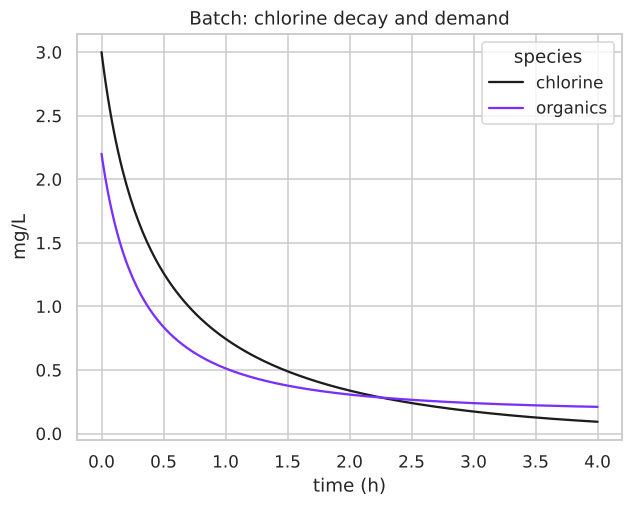 Batch: chlorine decay and demand
species
chlorine
organics
mg/L
3.0
2.5
2.0
1.5
1.0
0.5
0.0
0.0 0.5 1.0 1.5 2.0 2.5 3.0 3.5 4.0
time (h)